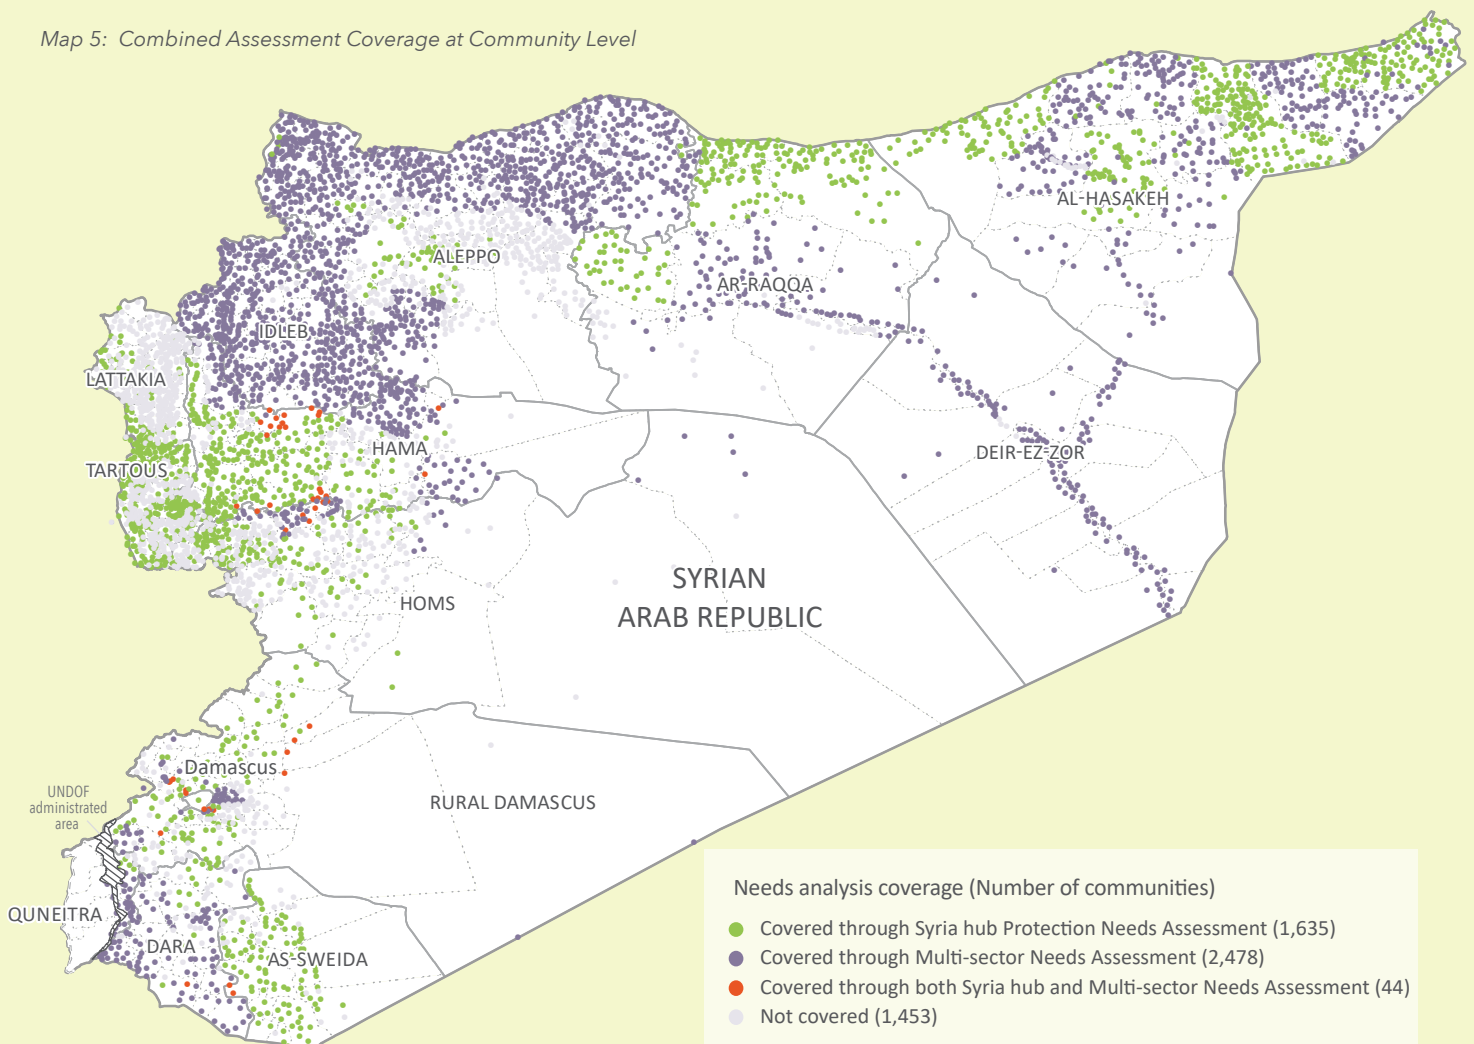 Map 5: Combined Assessment Coverage at Community Level
AL-HASAKEH
ALEPPO
AR-RAQQA
IDLEB
LATTAKIA
HAMA
DEIR-EZ-ZOR
TARTOUS
SYRIAN
ARAB REPUBLIC
HOMS
Damascus
UNDOF
administrated
area
RURAL DAMASCUS
QUNEITRA
DARA
AS-SWEIDA
Needs analysis coverage (Number of communities)
Covered through Syria hub Protection Needs Assessment (1,635)
Covered through Multi-sector Needs Assessment (2,478)
Covered through both Syria hub and Multi-sector Needs Assessment (44)
Not covered (1,453)